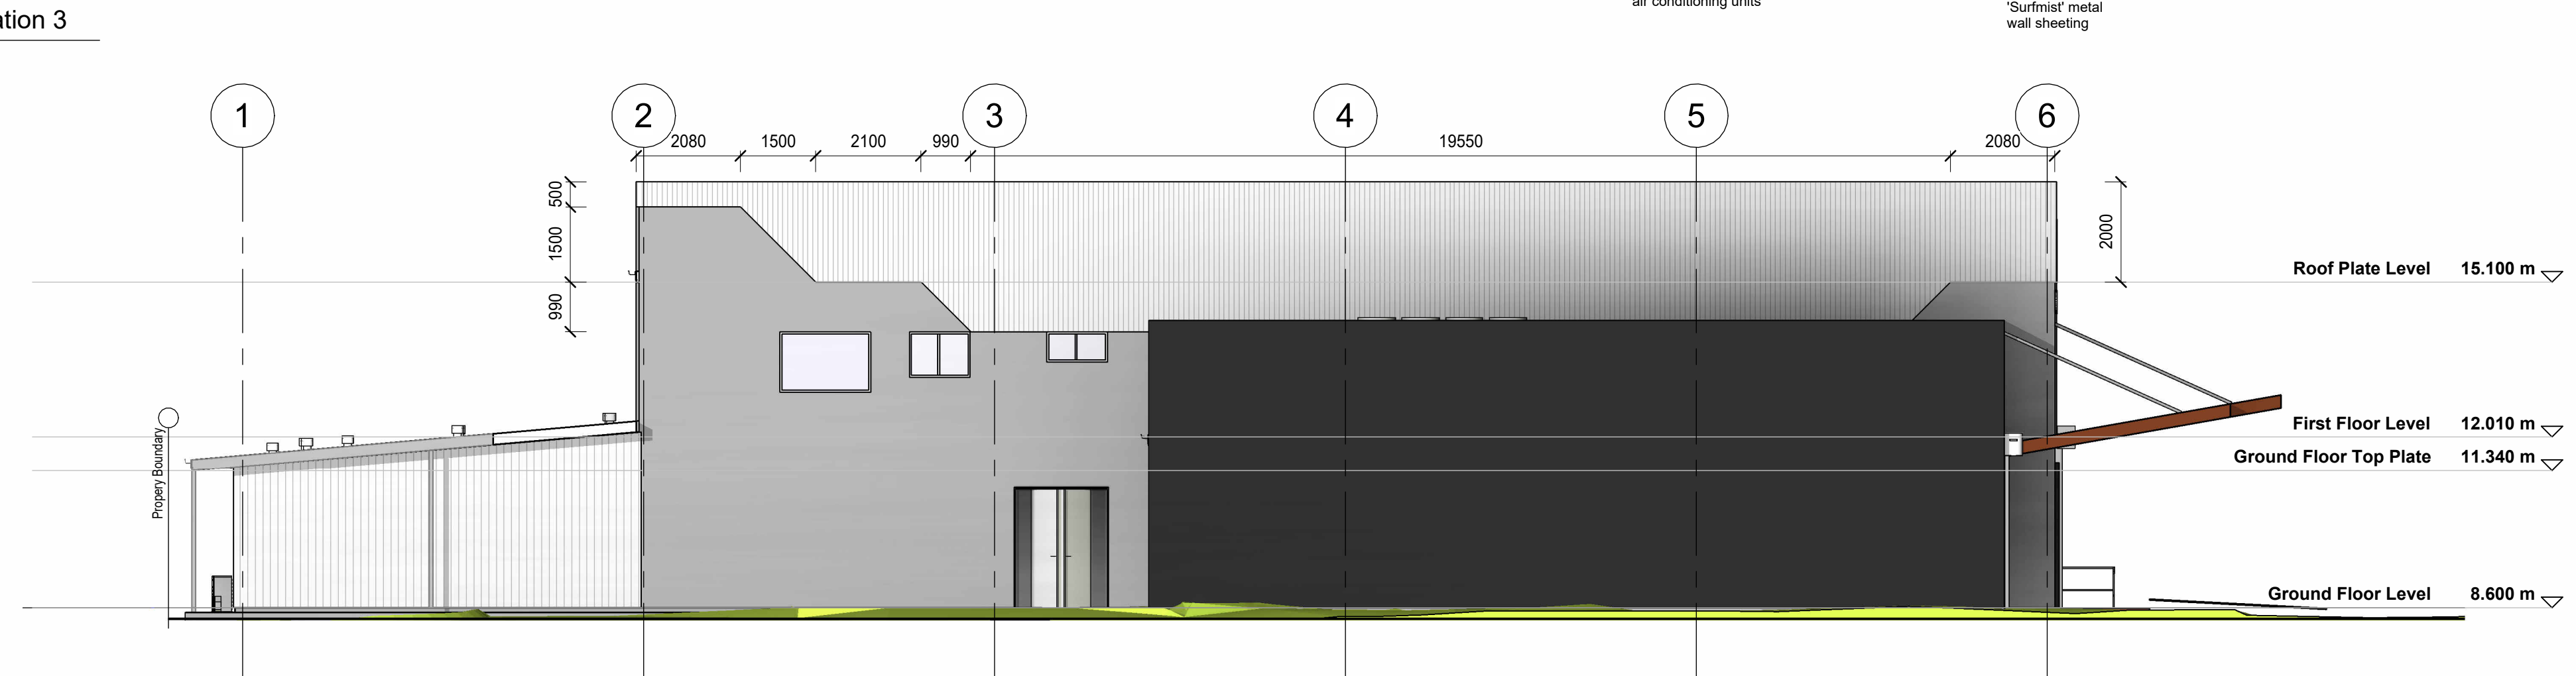 ation 3
air conditioning units
'Surfmist' metal
wall sheeting
1
2
3
4
5
6
2080
1500
2100
990
19550
2080
500
1500
990
2000
Roof Plate Level 15.100 m
First Floor Level 12.010 m
Ground Floor Top Plate 11.340 m
Ground Floor Level 8.600 m
Propery Boundary